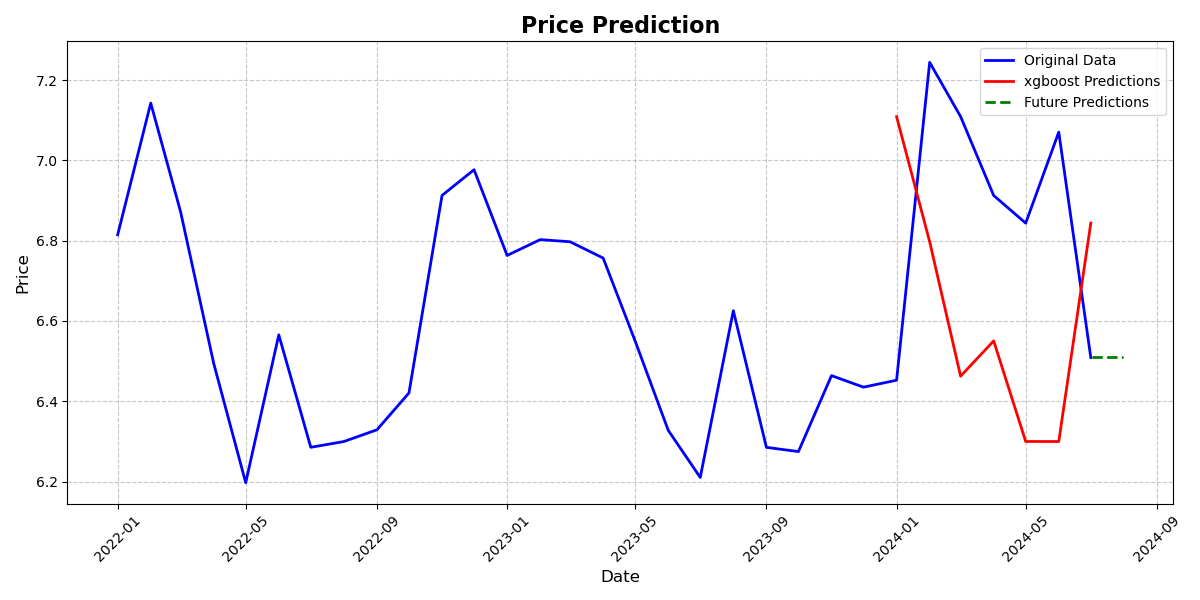 Price Prediction
Original Data
xgboost Predictions
Future Predictions
Price
7.2
7.0
6.8
6.6
6.4
6.2
2022-01
2022-05
2022-09
2023-01
2023-05
2023-09
2024-01
2024-05
2024-09
Date